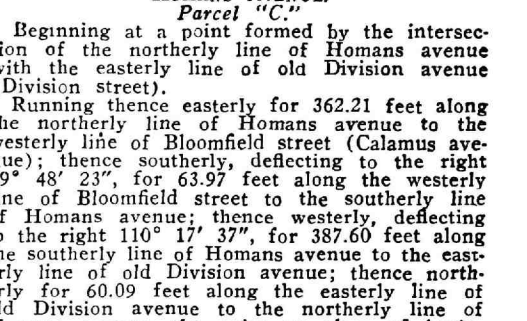 Parcel "C."
Beginning at a point formed by the intersec-
ion of the northerly line of Homans avenue
with the easterly line of old Division avenue
Division street).
Running thence easterly for 362.21 feet along
he northerly line of Homans avenue to the
westerly line of Bloomfield street (Calamus ave-
ue); thence southerly, deflecting to the right
9° 48' 23", for 63.97 feet along the westerly
ine of Bloomfield street to the southerly line
f Homans avenue; thence westerly, deflecting
o the right 110° 17' 37", for 387.60 feet along
he southerly line of Homans avenue to the east-
rly line of old Division avenue; thence north-
rly for 60.09 feet along the easterly line of
ld Division avenue to the northerly line of